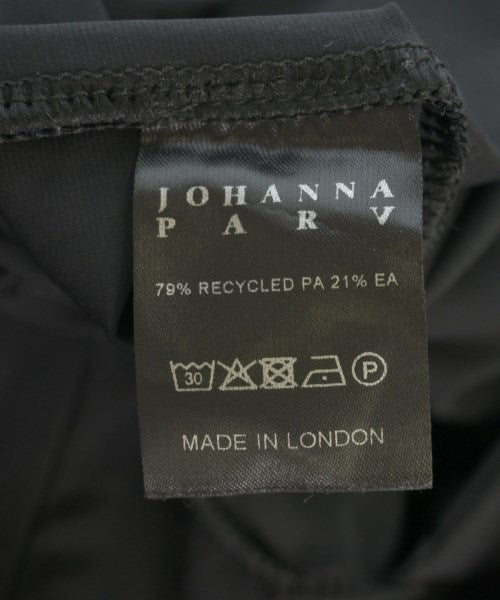 JOHANNA
PARV
79% RECYCLED PA 21% EA
30 P
MADE IN LONDON